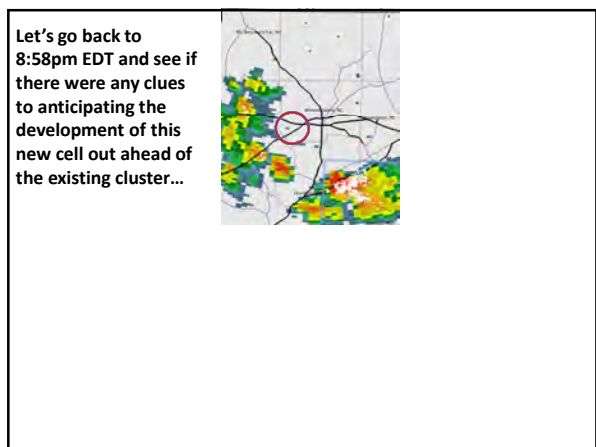 Let’s go back to
8:58pm EDT and see if
there were any clues
to anticipating the
development of this
new cell out ahead of
the existing cluster…